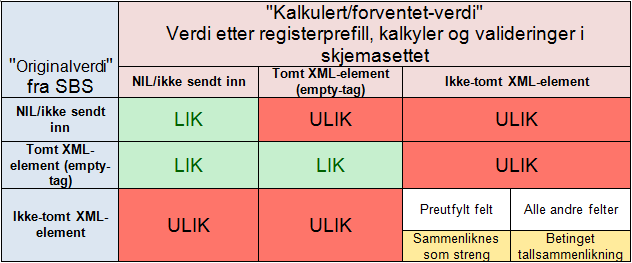 "Kalkulert/forventet-verdi"
Verdi etter registerprefill, kalkyler og valideringer i
skjemasettet
"Originalverdi"
fra SBS
NIL/ikke sendt inn
Tomt XML-element
(empty-tag)
Ikke-tomt XML-element
NIL/ikke sendt
inn
LIK
ULIK
ULIK
Tomt XML-
element (empty-
tag)
LIK
LIK
ULIK
Ikke-tomt XML-
element
ULIK
ULIK
Preutfylt felt
Alle andre felter
Sammenliknes
som streng
Betinget
tallsammenlikning